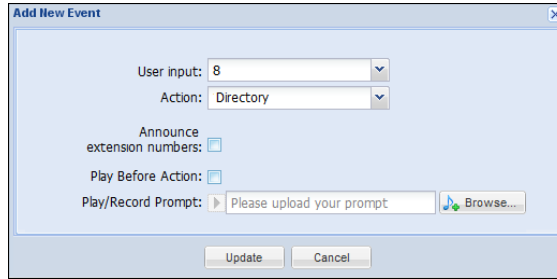 Add New Event
User input: 8
Action: Directory
Announce
extension numbers:
Play Before Action:
Play/Record Prompt: Please upload your prompt Browse...
Update Cancel